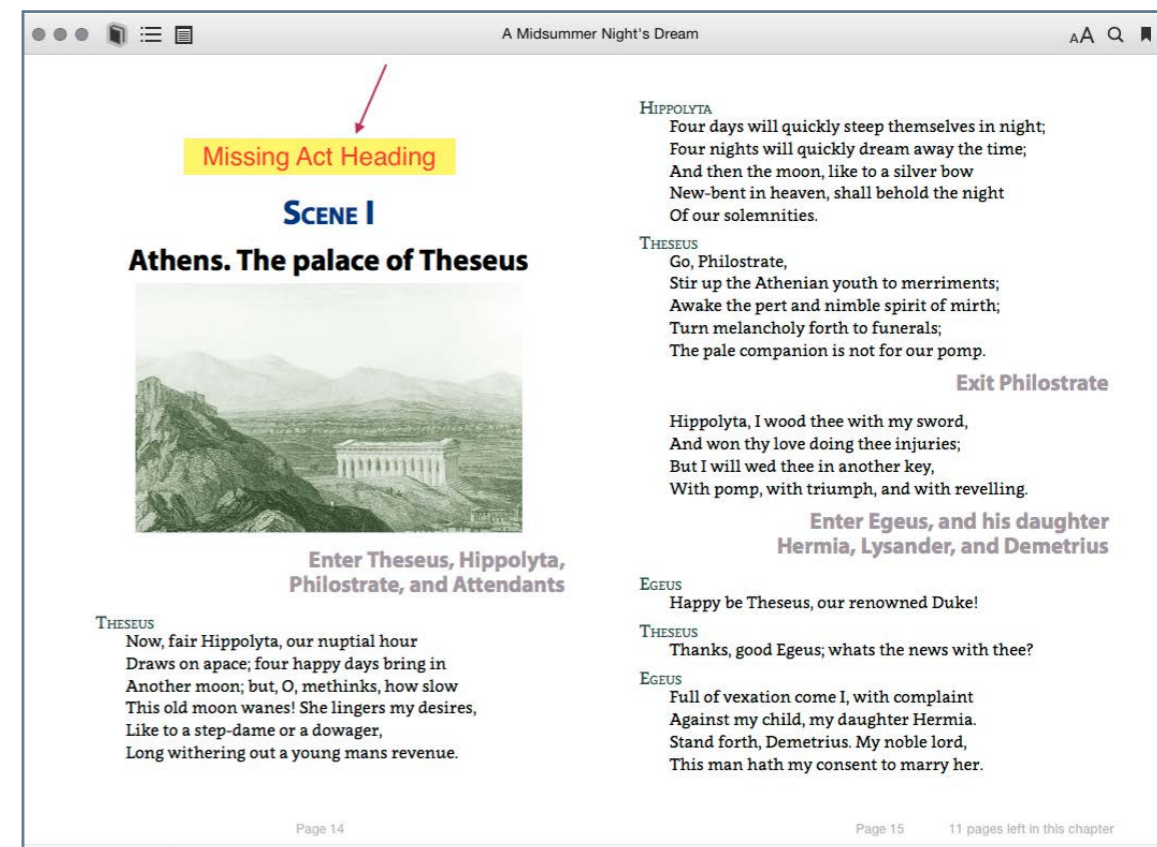 A Midsummer Night's Dream
AA
Missing Act Heading
SCENE I
Athens. The palace of Theseus
Enter Theseus, Hippolyta,
Philostrate, and Attendants
THESEUS
Now, fair Hippolyta, our nuptial hour
Draws on apace; four happy days bring in
Another moon; but, O, methinks, how slow
This old moon wanes! She lingers my desires,
Like to a step-dame or a dowager,
Long withering out a young mans revenue.
Page 14
HIPPOLYTA
Four days will quickly steep themselves in night;
Four nights will quickly dream away the time;
And then the moon, like to a silver bow
New-bent in heaven, shall behold the night
Of our solemnities.
THESEUS
Go, Philostrate,
Stir up the Athenian youth to merriments;
Awake the pert and nimble spirit of mirth;
Turn melancholy forth to funerals;
The pale companion is not for our pomp.
Exit Philostrate
Hippolyta, I wood thee with my sword,
And won thy love doing thee injuries;
But I will wed thee in another key,
With pomp, with triumph, and with revelling.
Enter Egeus, and his daughter
Hermia, Lysander, and Demetrius
EGEUS
Happy be Theseus, our renowned Duke!
THESEUS
Thanks, good Egeus; whats the news with thee?
EGEUS
Full of vexation come I, with complaint
Against my child, my daughter Hermia.
Stand forth, Demetrius. My noble lord,
This man hath my consent to marry her.
Page 15 11 pages left in this chapter